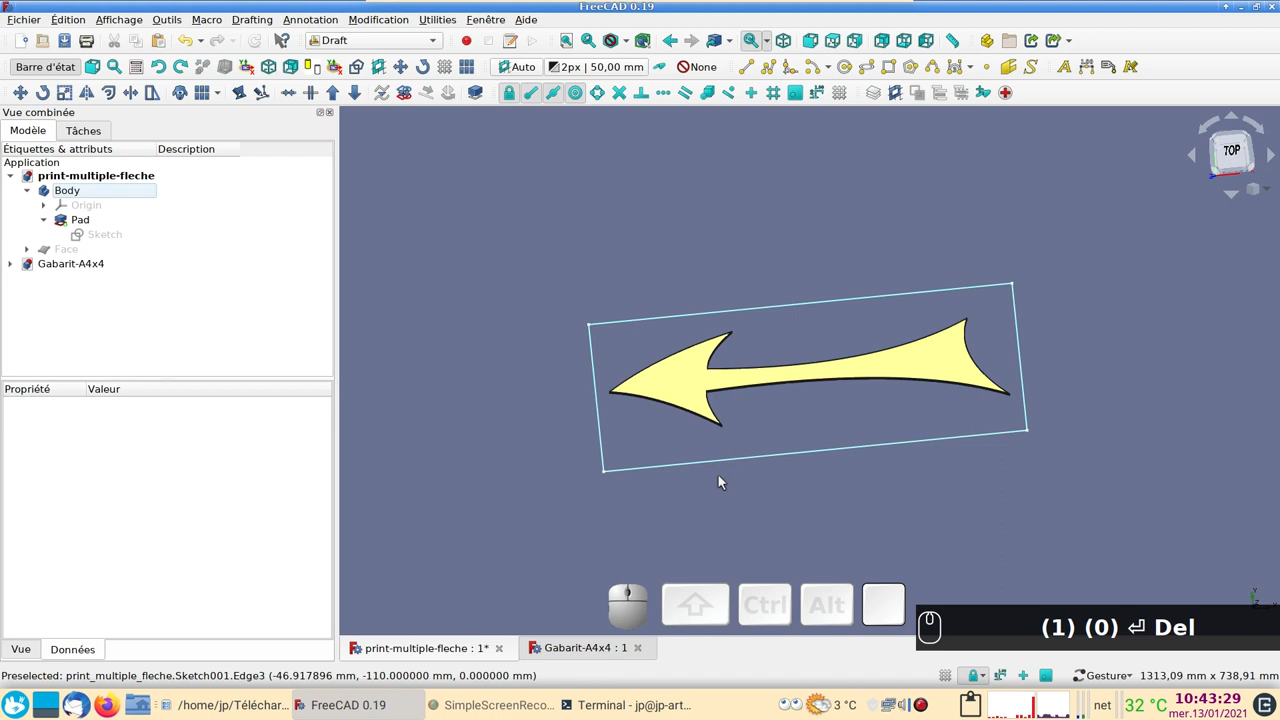 FreeCAD 0.19
Fichier Édition Affichage Outils Macro Drafting Annotation Modification Utilities Fenêtre Aide
Draft
Barre d'état Auto 2px | 50,00 mm None
Vue combinée
Modèle Tâches
Étiquettes & attributs Description
Application
print-multiple-fleche
Body
Origin
Pad
Sketch
Face
Gabarit-A4x4
Propriété Valeur
TOP
Ctrl Alt
(1) (0) ⏎ Del
Vue Données
print-multiple-fleche : 1* Gabarit-A4x4 : 1
Preselected: print_multiple_fleche.Sketch001.Edge3 (-46.917896 mm, -110.000000 mm, 0.000000 mm)
Gesture 1313,09 mm x 738,91 mm
/home/jp/Téléchar... FreeCAD 0.19 SimpleScreenReco... Terminal - jp@jp-art... 3 °C net 32 °C 10:43:29
mer.13/01/2021